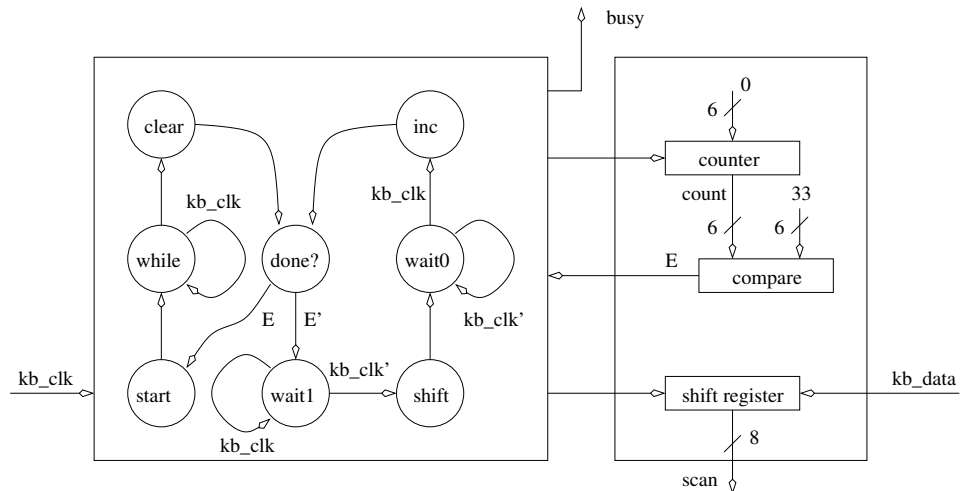 busy
0
6
clear
inc
counter
kb_clk
kb_clk
count
33
6
6
while
done?
wait0
E
compare
E
E'
kb_clk'
kb_clk
kb_clk'
kb_data
start
wait1
shift
shift register
kb_clk
8
scan